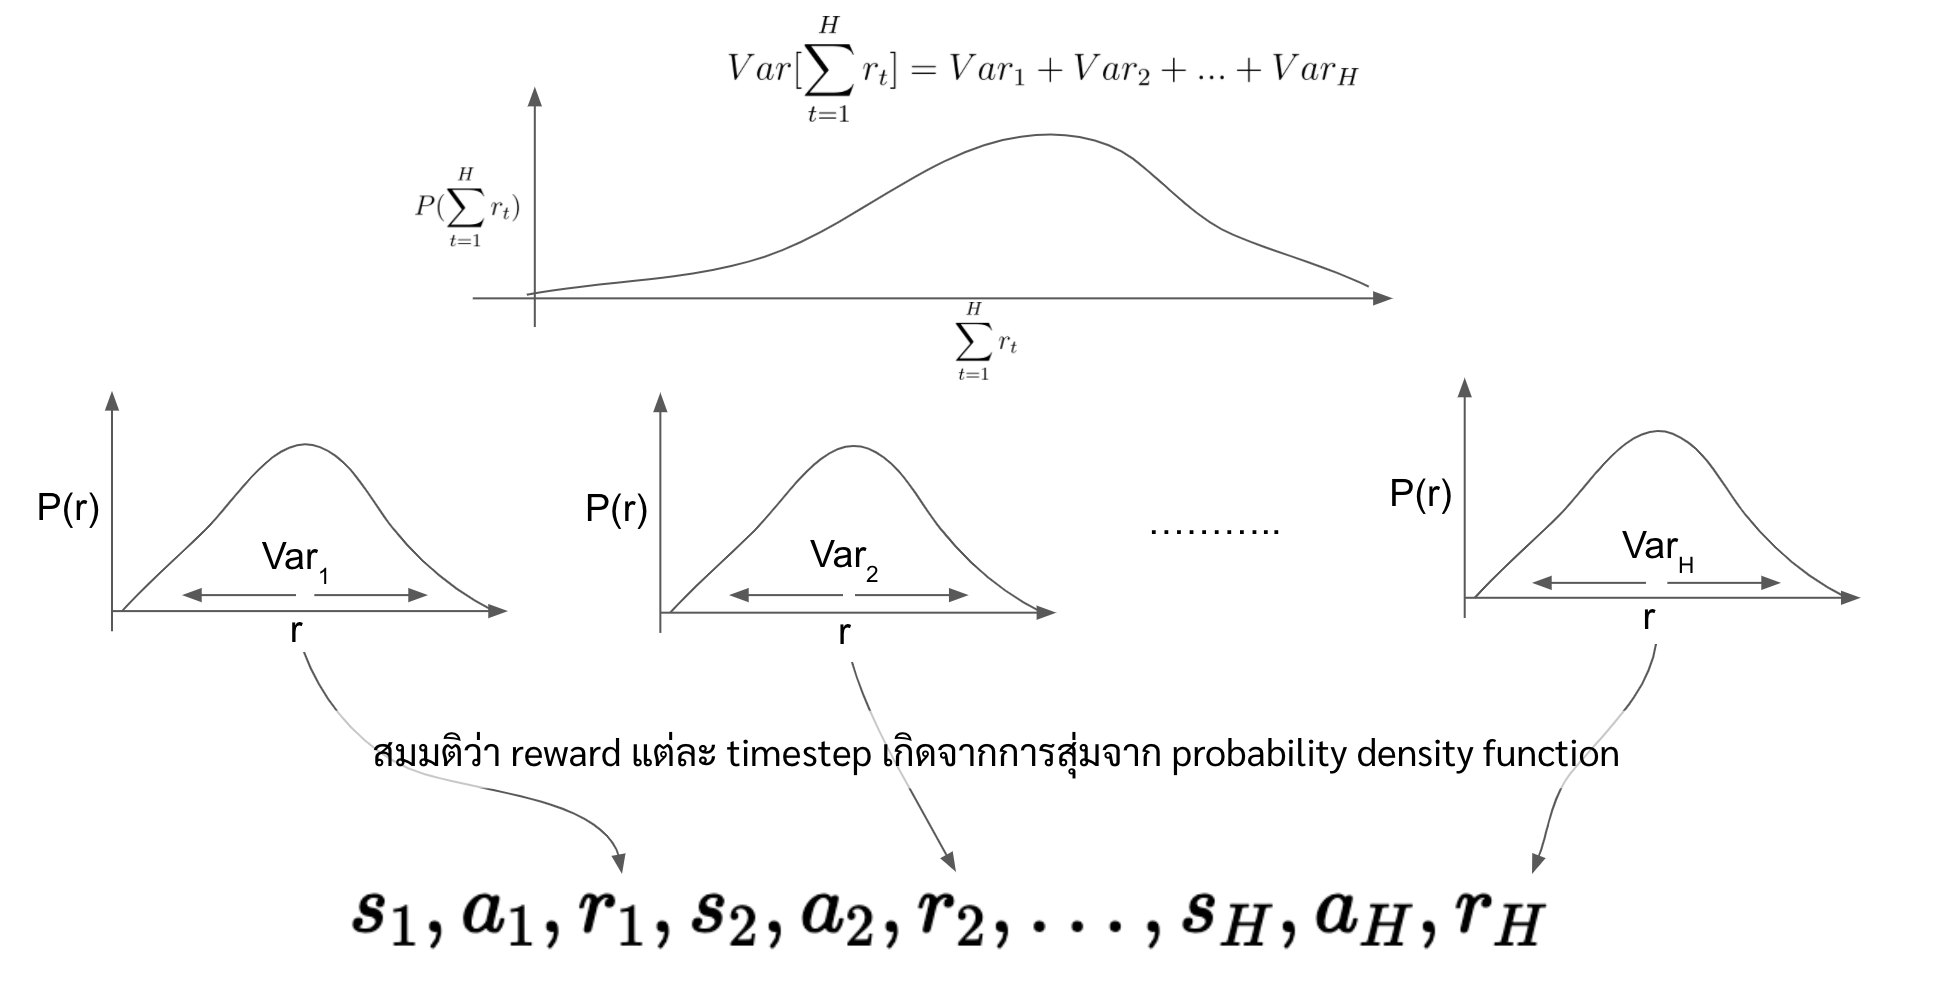 Var[\sum_{t=1}^{H} r_t] = Var_1 + Var_2 + ... + Var_H
P(\sum_{t=1}^{H} r_t)
\sum_{t=1}^{H} r_t
P(r)
Var_1
r
P(r)
Var_2
r
...........
P(r)
Var_H
r
สมมติว่า reward แต่ละ timestep เกิดจากการสุ่มจาก probability density function
s_1, a_1, r_1, s_2, a_2, r_2, . . . , s_H, a_H, r_H